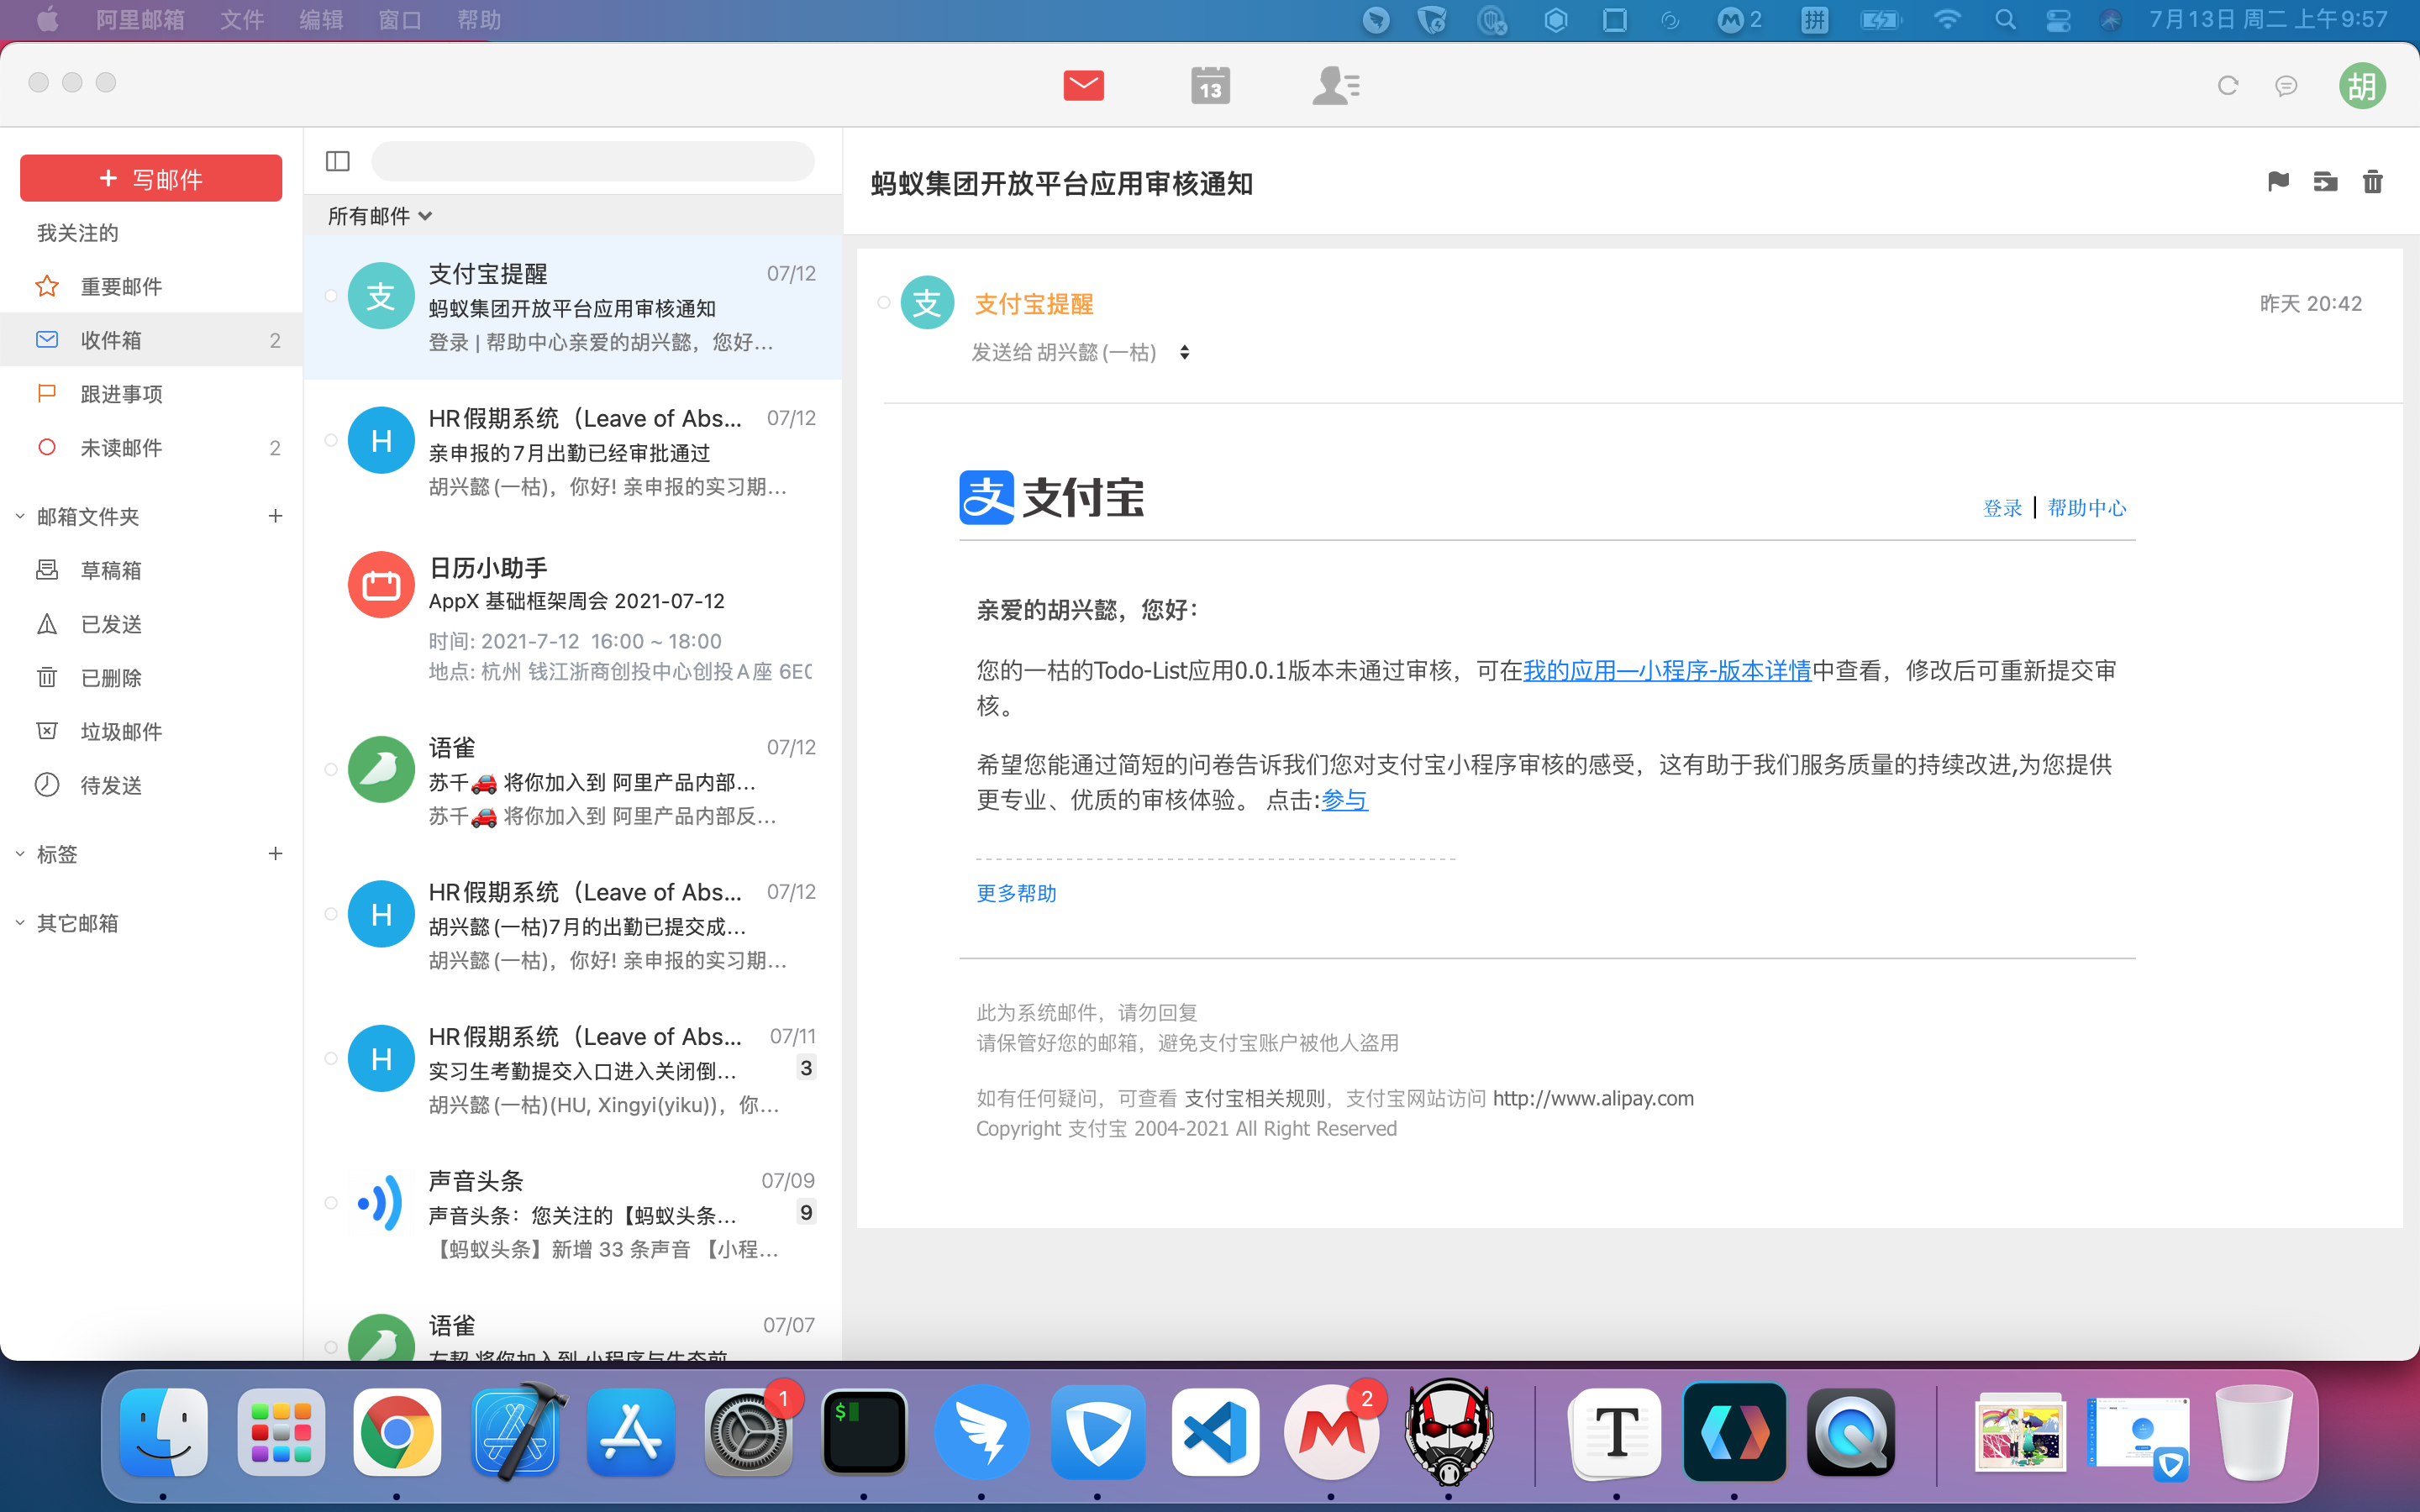 阿里邮箱 文件 编辑 窗口 帮助
2 拼 7月13日 周二 上午9:57
13
胡
+ 写邮件
我关注的
重要邮件
收件箱 2
跟进事项
未读邮件 2
邮箱文件夹 +
草稿箱
已发送
已删除
垃圾邮件
待发送
标签 +
其它邮箱
所有邮件
支
支付宝提醒 07/12
蚂蚁集团开放平台应用审核通知
登录 | 帮助中心亲爱的胡兴懿，您好...
H
HR假期系统（Leave of Abs... 07/12
亲申报的7月出勤已经审批通过
胡兴懿(一枯)，你好! 亲申报的实习期...
日历小助手
AppX 基础框架周会 2021-07-12
时间: 2021-7-12 16:00 ~ 18:00
地点: 杭州 钱江浙商创投中心创投A座 6E
语雀 07/12
苏千🚗 将你加入到 阿里产品内部...
苏千🚗 将你加入到 阿里产品内部反...
H
HR假期系统（Leave of Abs... 07/12
胡兴懿(一枯)7月的出勤已提交成...
胡兴懿(一枯)，你好! 亲申报的实习期...
H
HR假期系统（Leave of Abs... 07/11
实习生考勤提交入口进入关闭倒... 3
胡兴懿(一枯)(HU, Xingyi(yiku))，你...
声音头条 07/09
声音头条：您关注的【蚂蚁头条... 9
【蚂蚁头条】新增 33 条声音 【小程...
语雀 07/07
蚂蚁集团开放平台应用审核通知
支
支付宝提醒 昨天 20:42
发送给 胡兴懿(一枯)
支 支付宝
登录 | 帮助中心
亲爱的胡兴懿，您好：
您的一枯的Todo-List应用0.0.1版本未通过审核，可在我的应用—小程序-版本详情中查看，修改后可重新提交审
核。
希望您能通过简短的问卷告诉我们您对支付宝小程序审核的感受，这有助于我们服务质量的持续改进,为您提供
更专业、优质的审核体验。 点击:参与
更多帮助
此为系统邮件，请勿回复
请保管好您的邮箱，避免支付宝账户被他人盗用
如有任何疑问，可查看 支付宝相关规则，支付宝网站访问 http://www.alipay.com
Copyright 支付宝 2004-2021 All Right Reserved
1
$
2
T